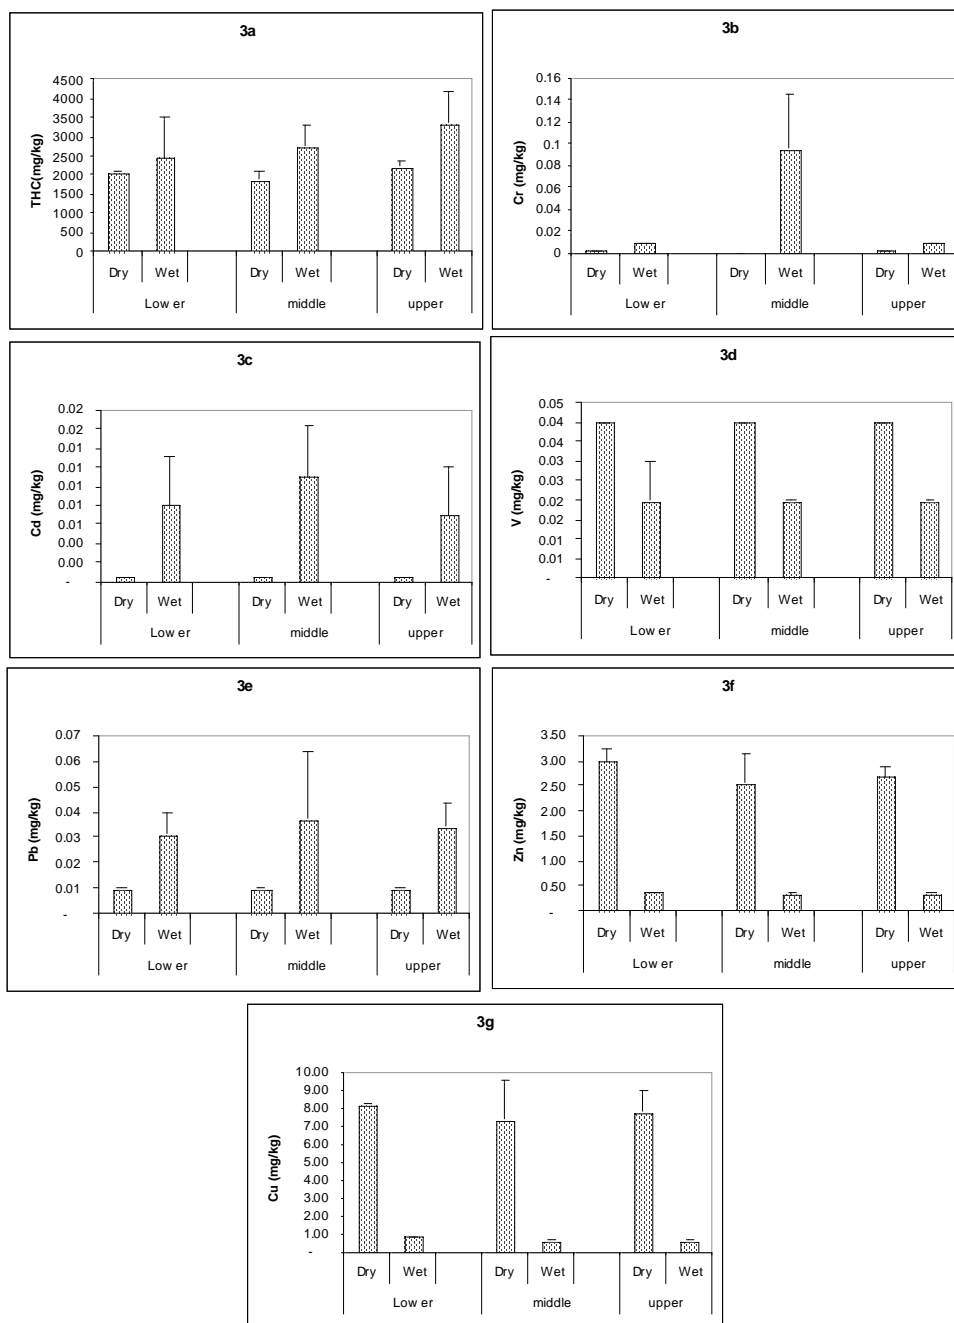 3a
THC(mg/kg)
4500
4000
3500
3000
2500
2000
1500
1000
500
0
Dry Wet Dry Wet Dry Wet
Low er middle upper
3b
Cr (mg/kg)
0.16
0.14
0.12
0.1
0.08
0.06
0.04
0.02
0
Dry Wet Dry Wet Dry Wet
Low er middle upper
3c
Cd (mg/kg)
0.02
0.02
0.01
0.01
0.01
0.01
0.01
0.00
0.00
-
Dry Wet Dry Wet Dry Wet
Low er middle upper
3d
V (mg/kg)
0.05
0.04
0.04
0.03
0.03
0.02
0.02
0.01
0.01
-
Dry Wet Dry Wet Dry Wet
Low er middle upper
3e
Pb (mg/kg)
0.07
0.06
0.05
0.04
0.03
0.02
0.01
-
Dry Wet Dry Wet Dry Wet
Low er middle upper
3f
Zn (mg/kg)
3.50
3.00
2.50
2.00
1.50
1.00
0.50
-
Dry Wet Dry Wet Dry Wet
Low er middle upper
3g
Cu (mg/kg)
10.00
9.00
8.00
7.00
6.00
5.00
4.00
3.00
2.00
1.00
-
Dry Wet Dry Wet Dry Wet
Low er middle upper